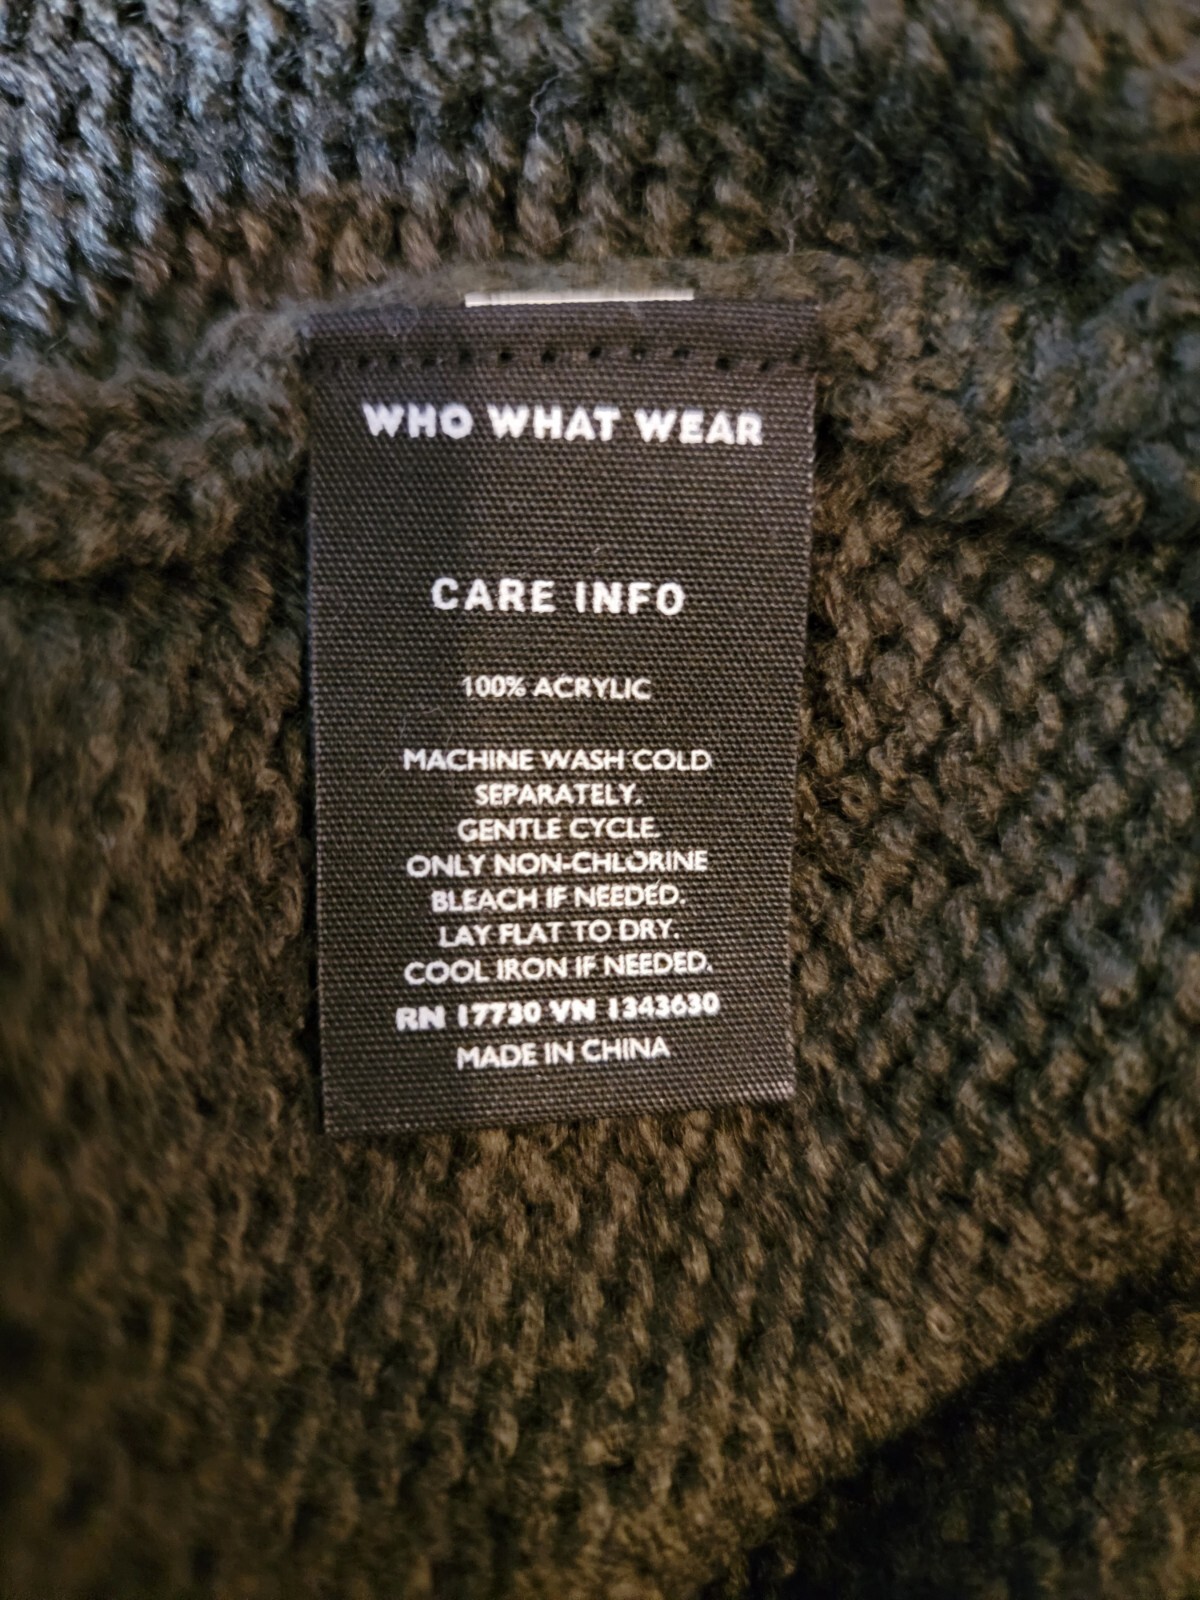 WHO WHAT WEAR
CARE INFO
100% ACRYLIC
MACHINE WASH COLD
SEPARATELY.
GENTLE CYCLE.
ONLY NON-CHLORINE
BLEACH IF NEEDED.
LAY FLAT TO DRY.
COOL IRON IF NEEDED.
RN 17730 VN 1343630
MADE IN CHINA